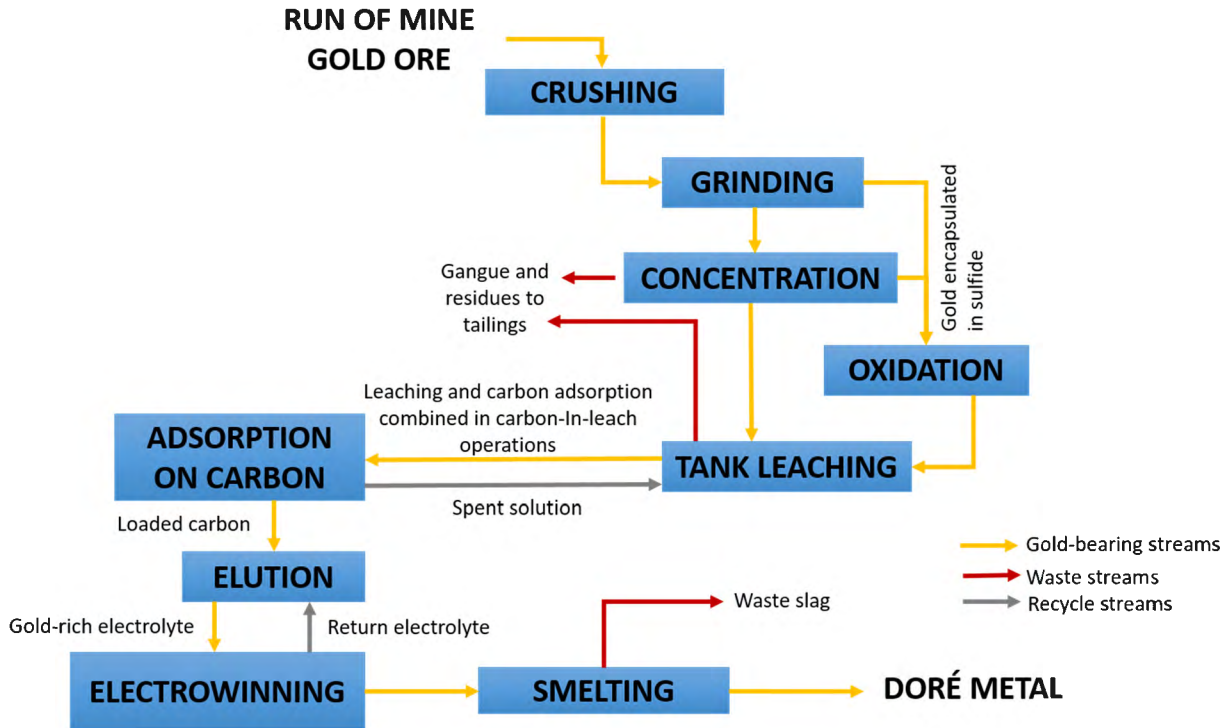 RUN OF MINE
GOLD ORE
CRUSHING
GRINDING
Gold encapsulated
in sulfide
CONCENTRATION
Gangue and
residues to
tailings
OXIDATION
Leaching and carbon adsorption
combined in carbon-In-leach
operations
ADSORPTION
ON CARBON
TANK LEACHING
Spent solution
Loaded carbon
ELUTION
Gold-bearing streams
Waste streams
Recycle streams
Waste slag
Gold-rich electrolyte
Return electrolyte
ELECTROWINNING
SMELTING
DORÉ METAL